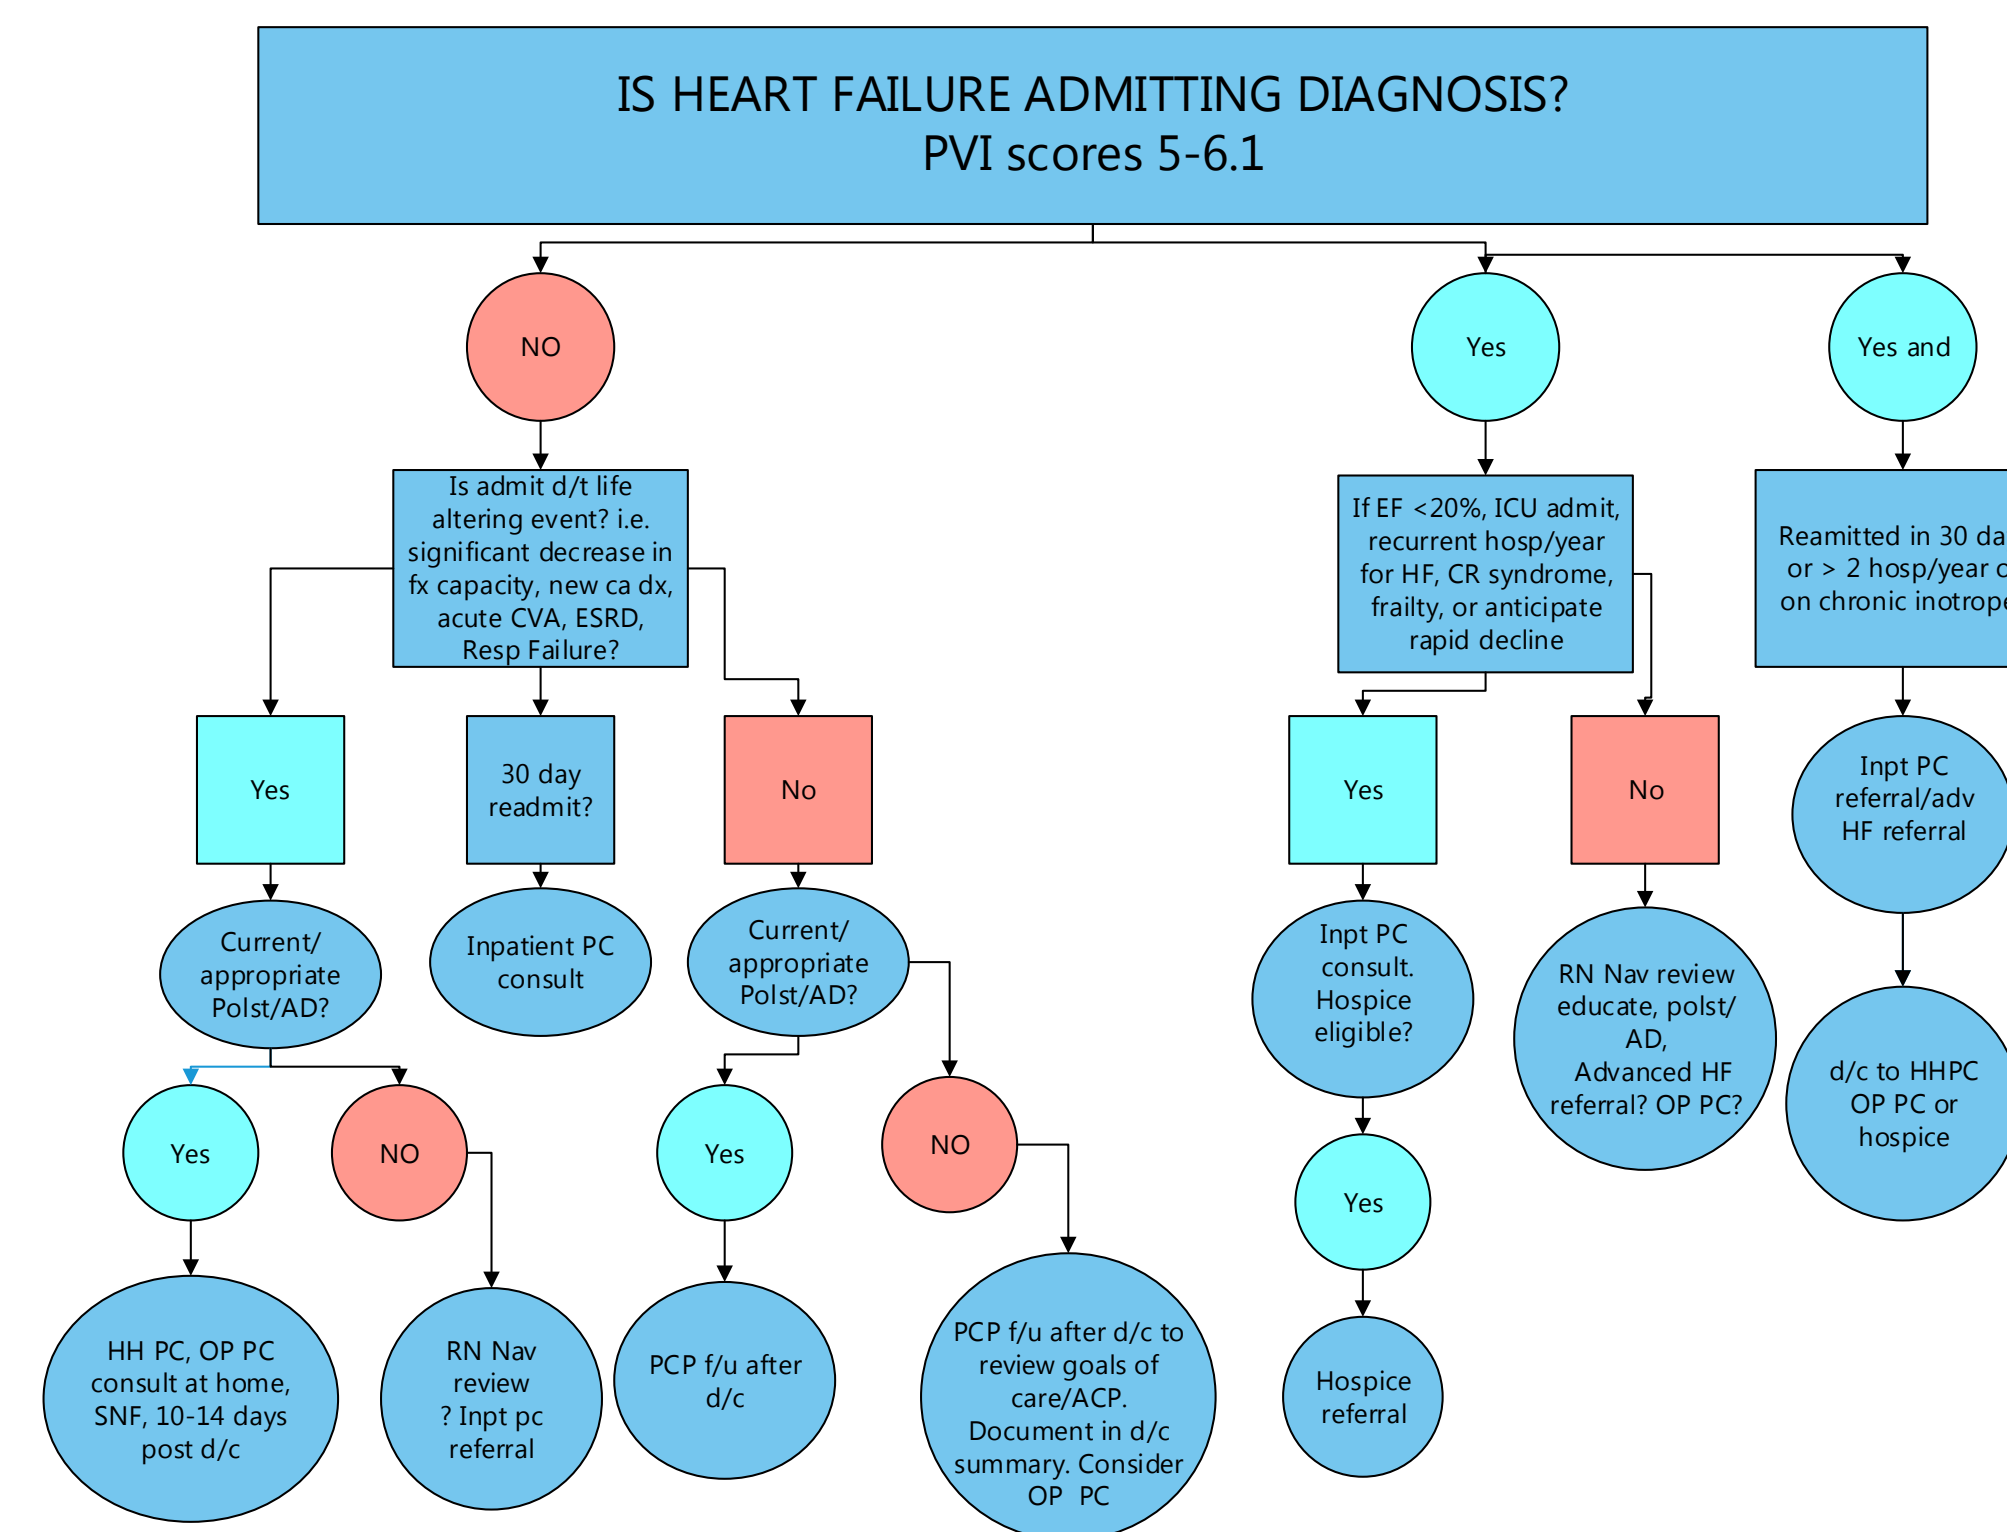 IS HEART FAILURE ADMITTING DIAGNOSIS?
PVI scores 5-6.1
NO
Yes
Yes and
Is admit d/t life
altering event? i.e.
significant decrease in
fx capacity, new ca dx,
acute CVA, ESRD,
Resp Failure?
If EF <20%, ICU admit,
recurrent hosp/year
for HF, CR syndrome,
frailty, or anticipate
rapid decline
Reamitted in 30
or > 2 hosp/year
on chronic
Yes
30 day
readmit?
No
Yes
No
Inpt PC
referral/adv
HF referral
Current/
appropriate
Polst/AD?
Inpatient PC
consult
Current/
appropriate
Polst/AD?
Inpt PC
consult.
Hospice
eligible?
RN Nav review
educate, polst/
AD,
Advanced HF
referral? OP PC?
d/c to HHPC
OP PC or
hospice
Yes
NO
Yes
NO
Yes
HH PC, OP PC
consult at home,
SNF, 10-14 days
post d/c
RN Nav
review
? Inpt pc
referral
PCP f/u after
d/c
PCP f/u after d/c to
review goals of
care/ACP.
Document in d/c
summary. Consider
OP PC
Hospice
referral